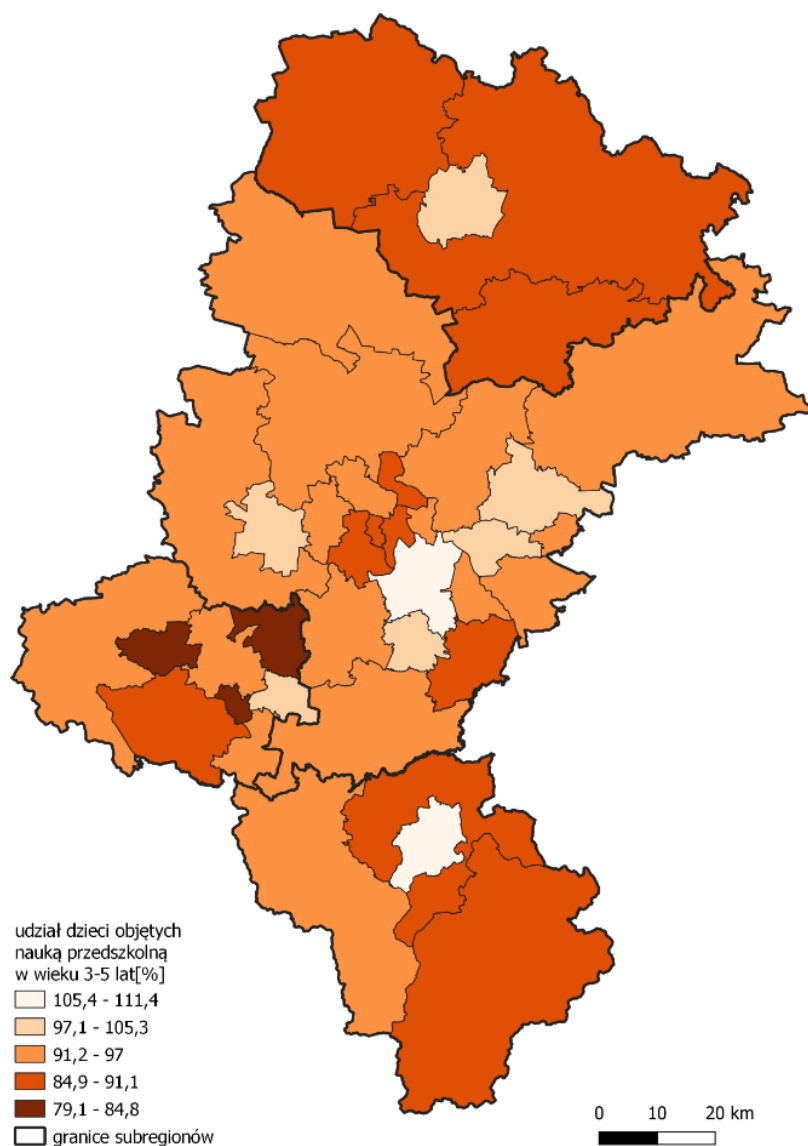 udział dzieci objętych
nauką przedszkolną
w wieku 3-5 lat[%]
105,4 - 111,4
97,1 - 105,3
91,2 - 97
84,9 - 91,1
79,1 - 84,8
granice subregionów
0 10 20 km